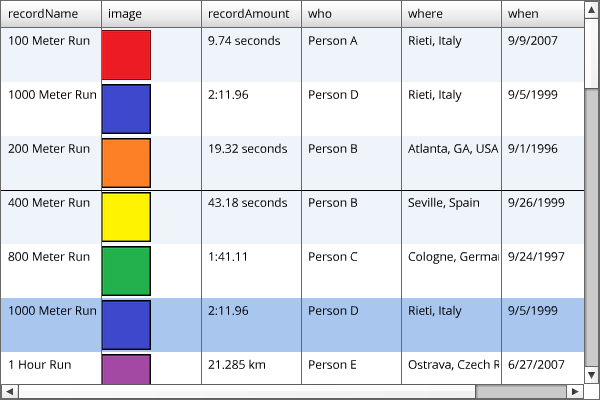 recordName image recordAmount who where when
100 Meter Run 9.74 seconds Person A Rieti, Italy 9/9/2007
1000 Meter Run 2:11.96 Person D Rieti, Italy 9/5/1999
200 Meter Run 19.32 seconds Person B Atlanta, GA, USA 9/1/1996
400 Meter Run 43.18 seconds Person B Seville, Spain 9/26/1999
800 Meter Run 1:41.11 Person C Cologne, Germa 9/24/1997
1000 Meter Run 2:11.96 Person D Rieti, Italy 9/5/1999
1 Hour Run 21.285 km Person E Ostrava, Czech R 6/27/2007